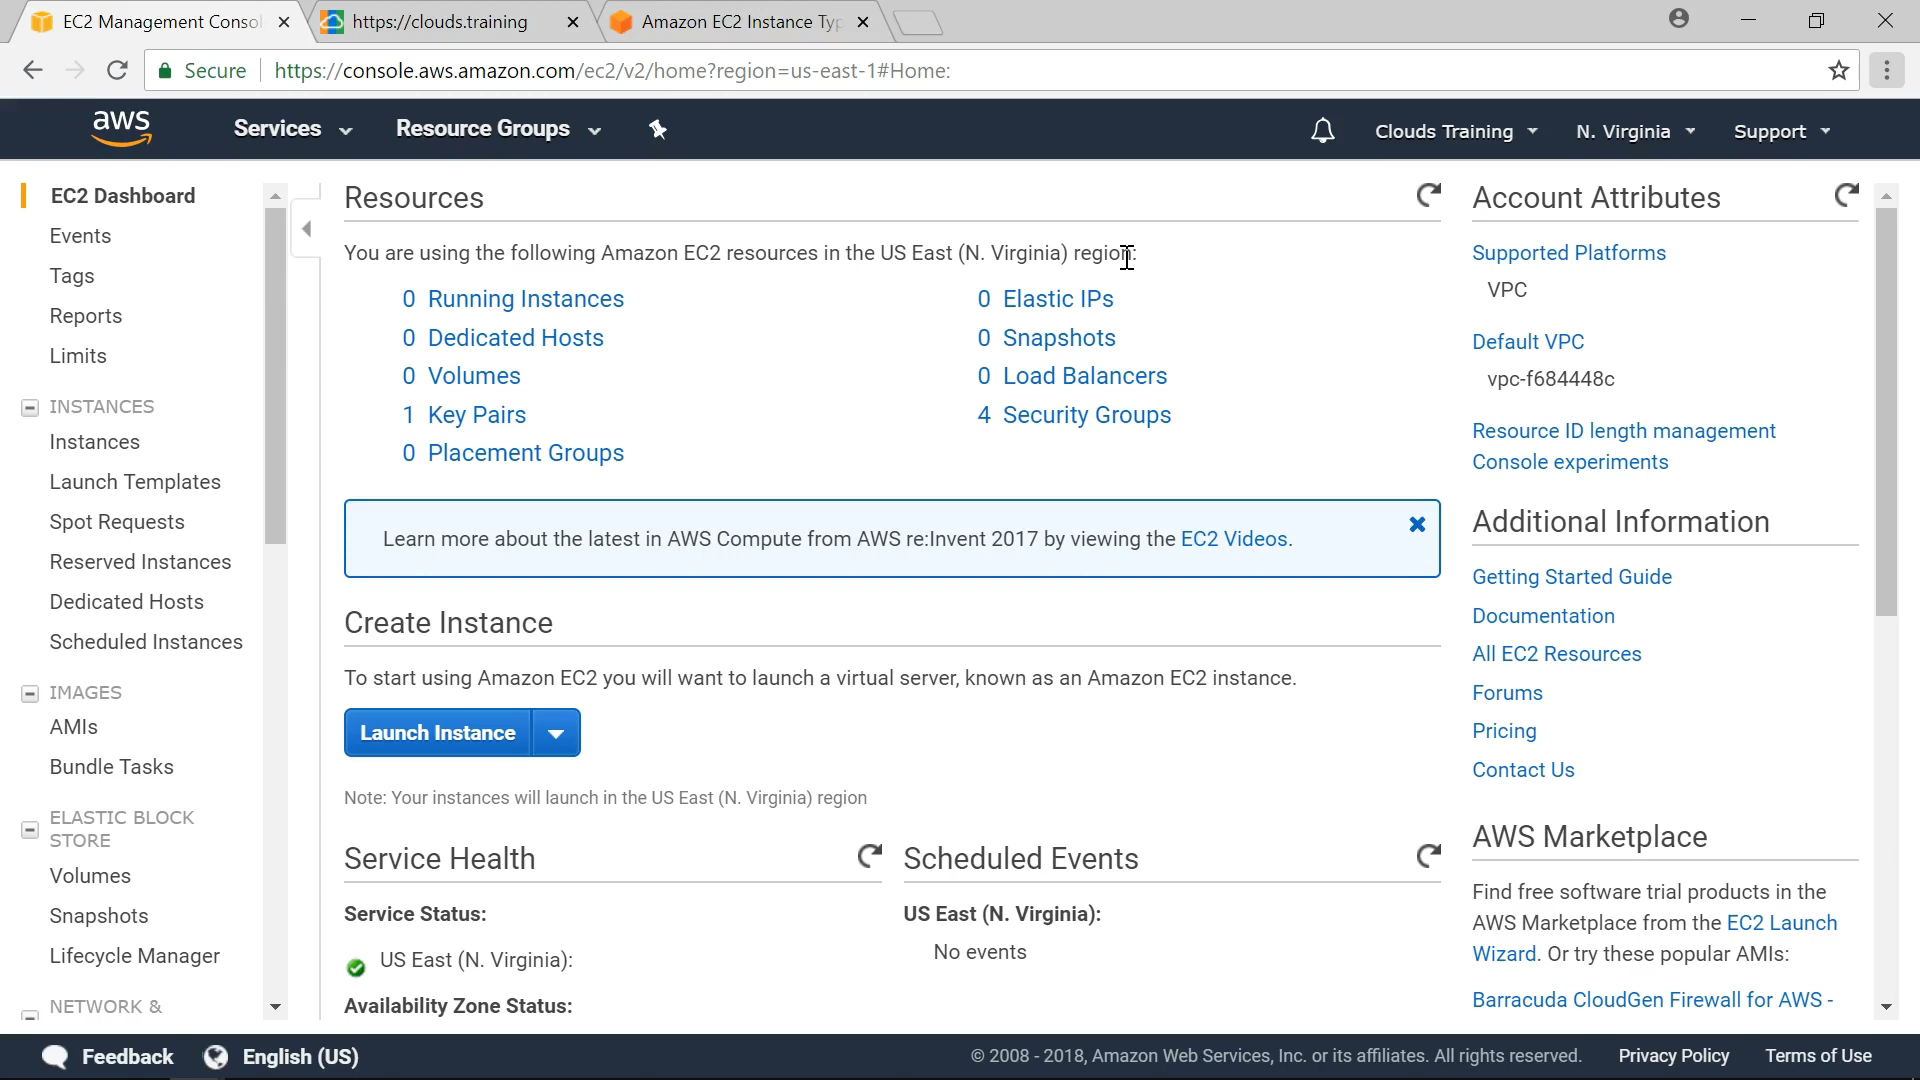 EC2 Management Consol
https://clouds.training
Amazon EC2 Instance Typ
Secure
https://console.aws.amazon.com/ec2/v2/home?region=us-east-1#Home:
aws
Services
Resource Groups
Clouds Training
N. Virginia
Support
EC2 Dashboard
Events
Tags
Reports
Limits
INSTANCES
Instances
Launch Templates
Spot Requests
Reserved Instances
Dedicated Hosts
Scheduled Instances
IMAGES
AMIs
Bundle Tasks
ELASTIC BLOCK
STORE
Volumes
Snapshots
Lifecycle Manager
NETWORK &
Resources
You are using the following Amazon EC2 resources in the US East (N. Virginia) region:
0 Running Instances
0 Elastic IPs
0 Dedicated Hosts
0 Snapshots
0 Volumes
0 Load Balancers
1 Key Pairs
4 Security Groups
0 Placement Groups
Learn more about the latest in AWS Compute from AWS re:Invent 2017 by viewing the EC2 Videos.
Create Instance
To start using Amazon EC2 you will want to launch a virtual server, known as an Amazon EC2 instance.
Launch Instance
Note: Your instances will launch in the US East (N. Virginia) region
Service Health
Service Status:
US East (N. Virginia):
Availability Zone Status:
Scheduled Events
US East (N. Virginia):
No events
Account Attributes
Supported Platforms
VPC
Default VPC
vpc-f684448c
Resource ID length management
Console experiments
Additional Information
Getting Started Guide
Documentation
All EC2 Resources
Forums
Pricing
Contact Us
AWS Marketplace
Find free software trial products in the
AWS Marketplace from the EC2 Launch
Wizard. Or try these popular AMIs:
Barracuda CloudGen Firewall for AWS -
Feedback
English (US)
© 2008 - 2018, Amazon Web Services, Inc. or its affiliates. All rights reserved.
Privacy Policy
Terms of Use